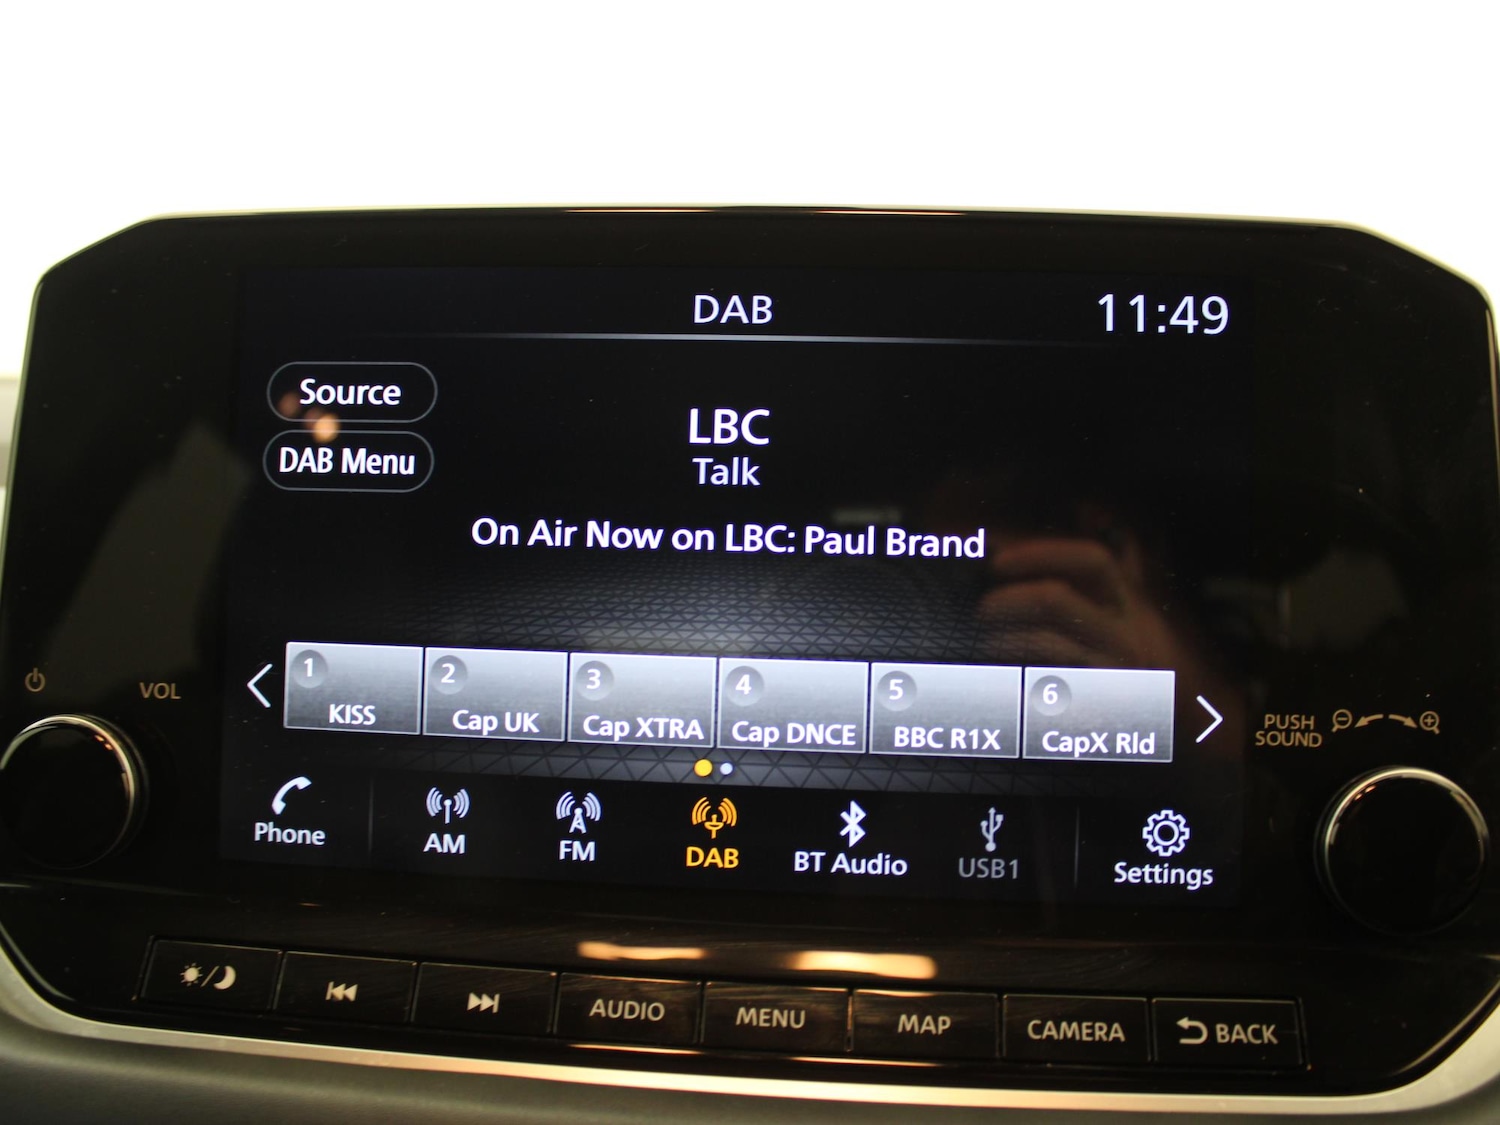 DAB
11:49
Source
DAB Menu
LBC
Talk
On Air Now on LBC: Paul Brand
1
KISS
2
Cap UK
3
Cap XTRA
4
Cap DNCE
5
BBC R1X
6
CapX Rld
VOL
PUSH
SOUND
Phone
AM
FM
DAB
BT Audio
USB1
Settings
AUDIO
MENU
MAP
CAMERA
BACK